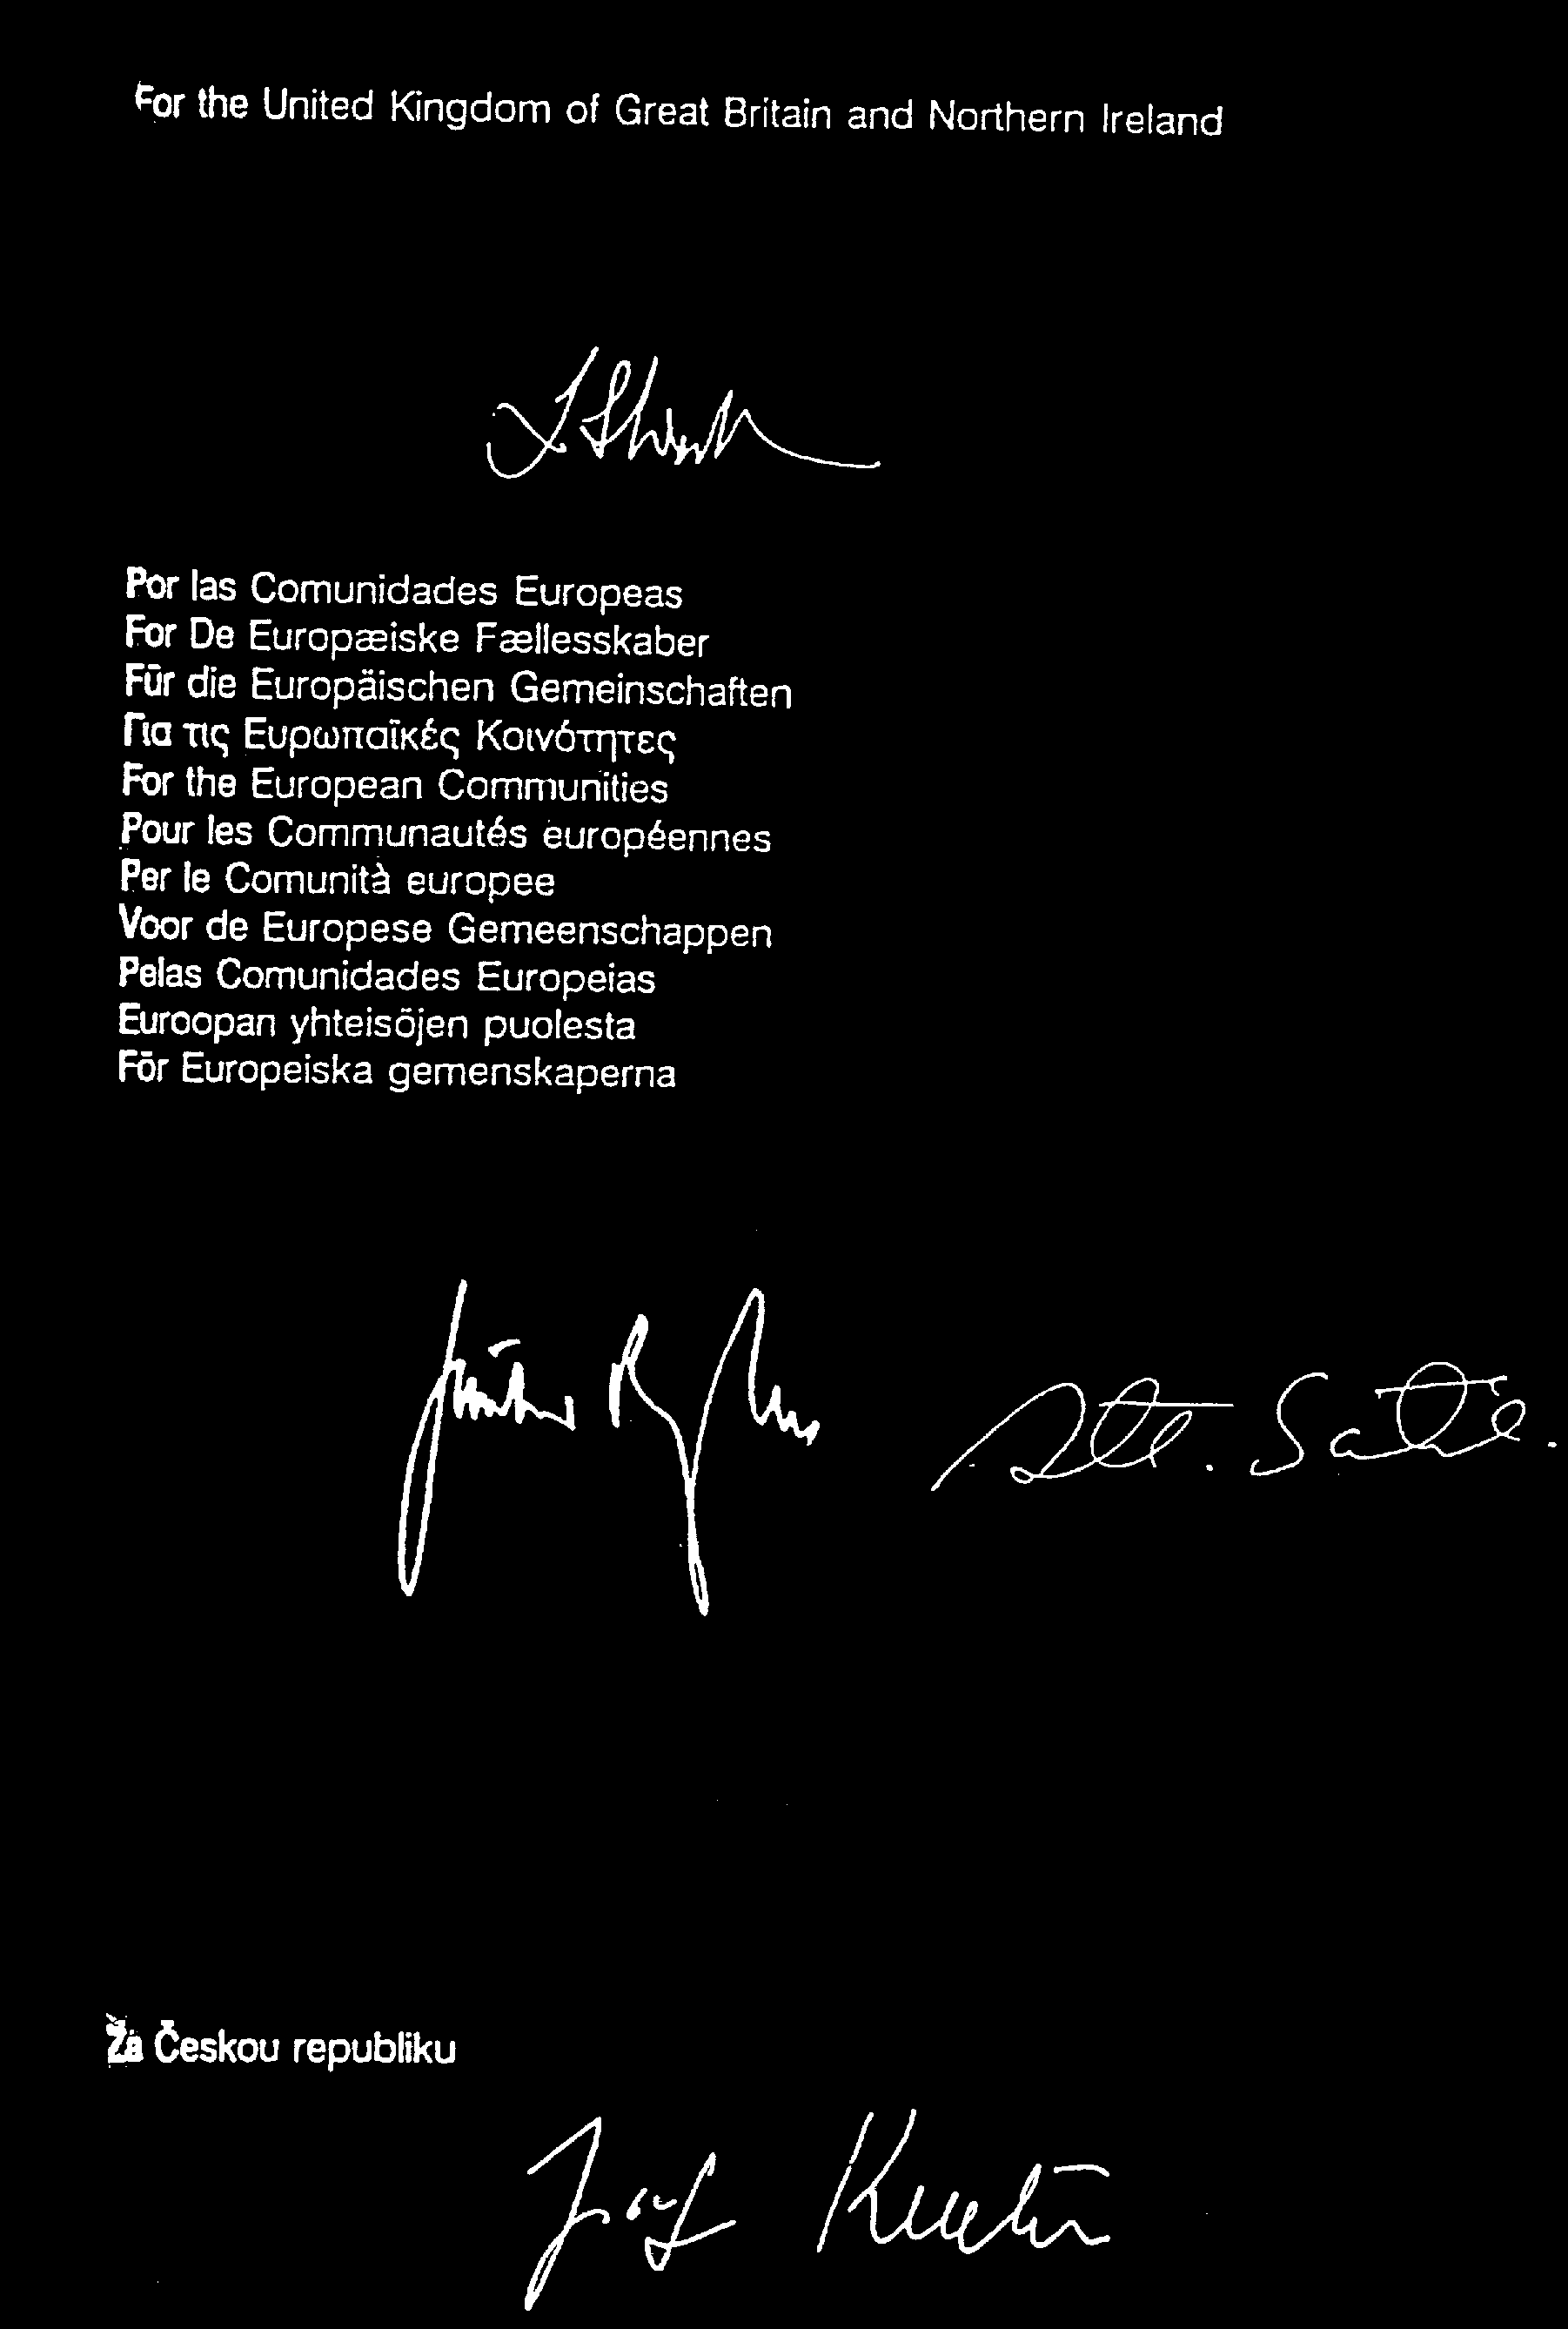 For the United Kingdom of Great Britain and Northern Ireland
Por las Comunidades Europeas
For De Europæiske Fællesskaber
Für die Europäischen Gemeinschaften
Για τις Ευρωπαϊκές Κοινότητες
For the European Communities
Pour les Communautés européennes
Per le Comunità europee
Voor de Europese Gemeenschappen
Pelas Comunidades Europeias
Euroopan yhteisöjen puolesta
För Europeiska gemenskaperna
Za Českou republiku